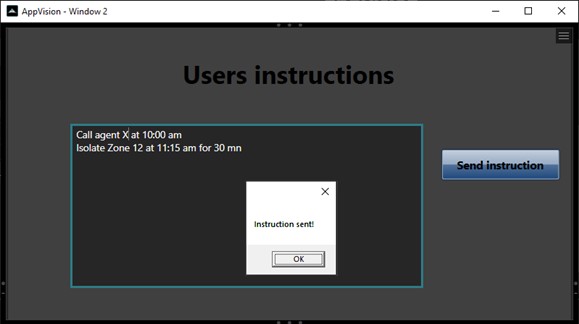 AppVision - Window 2
Users instructions
Call agent X at 10:00 am
Isolate Zone 12 at 11:15 am for 30 mn
Send instruction
Instruction sent!
OK